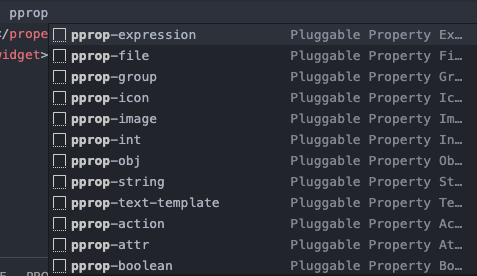 pprop
</prope
widget>
pprop-expression Pluggable Property Ex…
pprop-file Pluggable Property Fi…
pprop-group Pluggable Property Gr…
pprop-icon Pluggable Property Ic…
pprop-image Pluggable Property Im…
pprop-int Pluggable Property In…
pprop-obj Pluggable Property Ob…
pprop-string Pluggable Property St…
pprop-text-template Pluggable Property Te…
pprop-action Pluggable Property Ac…
pprop-attr Pluggable Property At…
pprop-boolean Pluggable Property Bo…